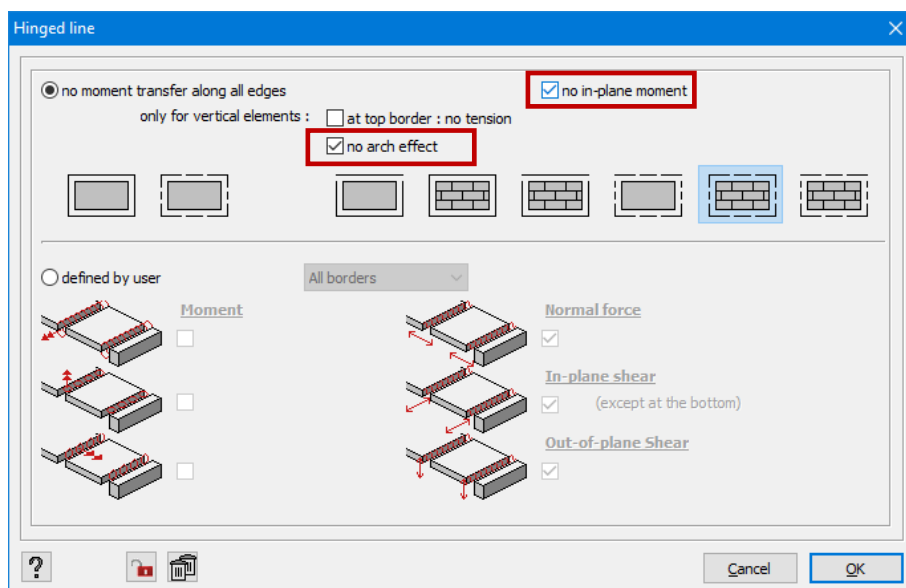 Hinged line
no moment transfer along all edges
no in-plane moment
only for vertical elements :
at top border : no tension
no arch effect
defined by user
All borders
Moment
Normal force
In-plane shear
(except at the bottom)
Out-of-plane Shear
?
Cancel
OK